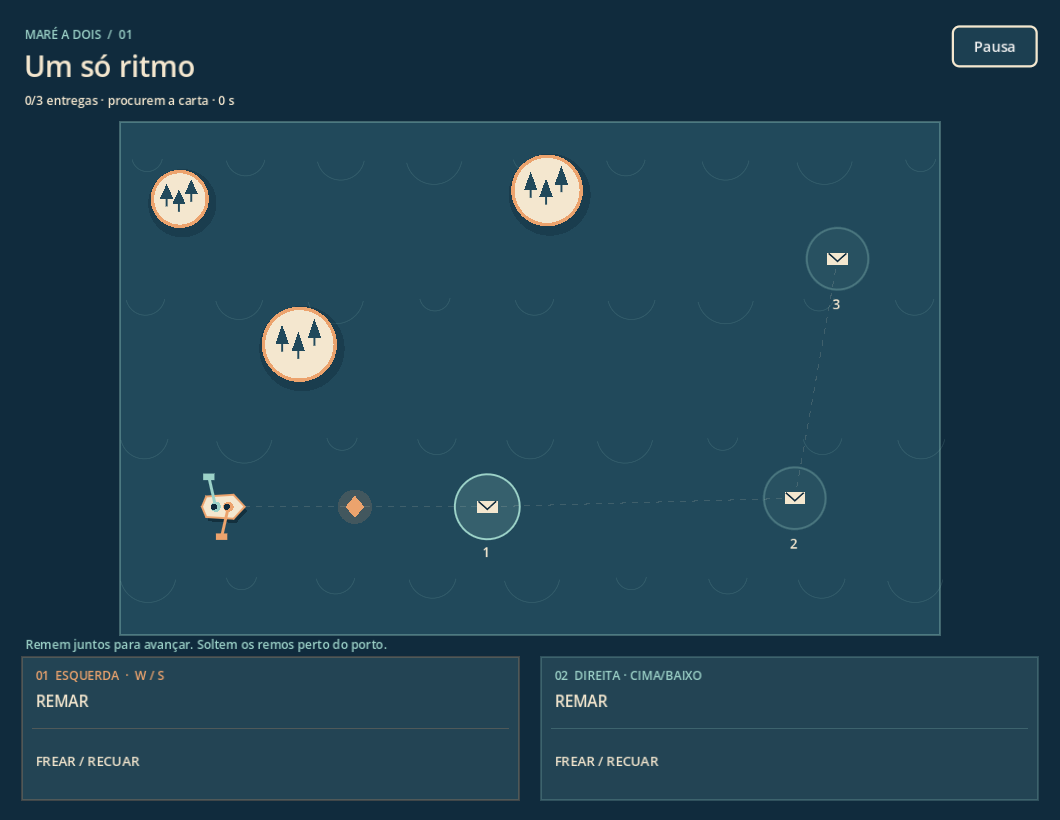 MARÉ A DOIS / 01
Um só ritmo
0/3 entregas · procurem a carta · 0 s
Pausa
3
1
2
Remem juntos para avançar. Soltem os remos perto do porto.
01 ESQUERDA · W / S
REMAR
FREAR / RECUAR
02 DIREITA · CIMA/BAIXO
REMAR
FREAR / RECUAR